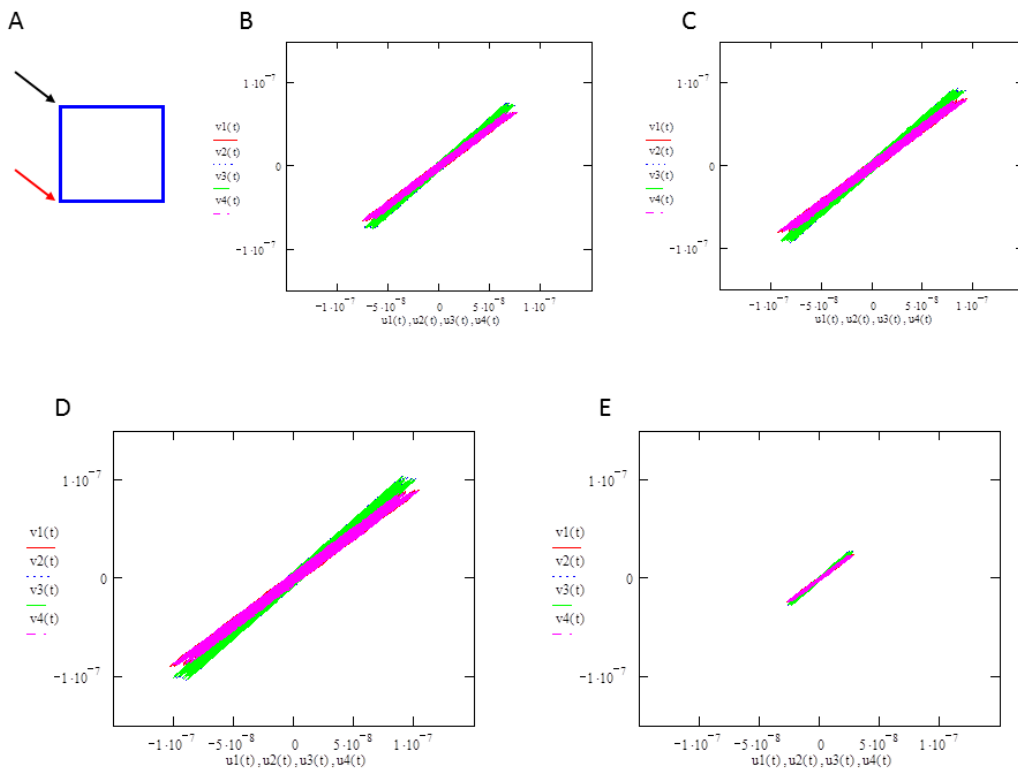 A
B
1·10⁻⁷
0
−1·10⁻⁷
v1(t)
v2(t)
v3(t)
v4(t)
−1·10⁻⁷ −5·10⁻⁸ 0 5·10⁻⁸ 1·10⁻⁷
u1(t) , u2(t) , u3(t) , u4(t)
C
1·10⁻⁷
0
−1·10⁻⁷
v1(t)
v2(t)
v3(t)
v4(t)
−1·10⁻⁷ −5·10⁻⁸ 0 5·10⁻⁸ 1·10⁻⁷
u1(t) , u2(t) , u3(t) , u4(t)
D
1·10⁻⁷
0
−1·10⁻⁷
v1(t)
v2(t)
v3(t)
v4(t)
−1·10⁻⁷ −5·10⁻⁸ 0 5·10⁻⁸ 1·10⁻⁷
u1(t) , u2(t) , u3(t) , u4(t)
E
1·10⁻⁷
0
−1·10⁻⁷
v1(t)
v2(t)
v3(t)
v4(t)
−1·10⁻⁷ −5·10⁻⁸ 0 5·10⁻⁸ 1·10⁻⁷
u1(t) , u2(t) , u3(t) , u4(t)